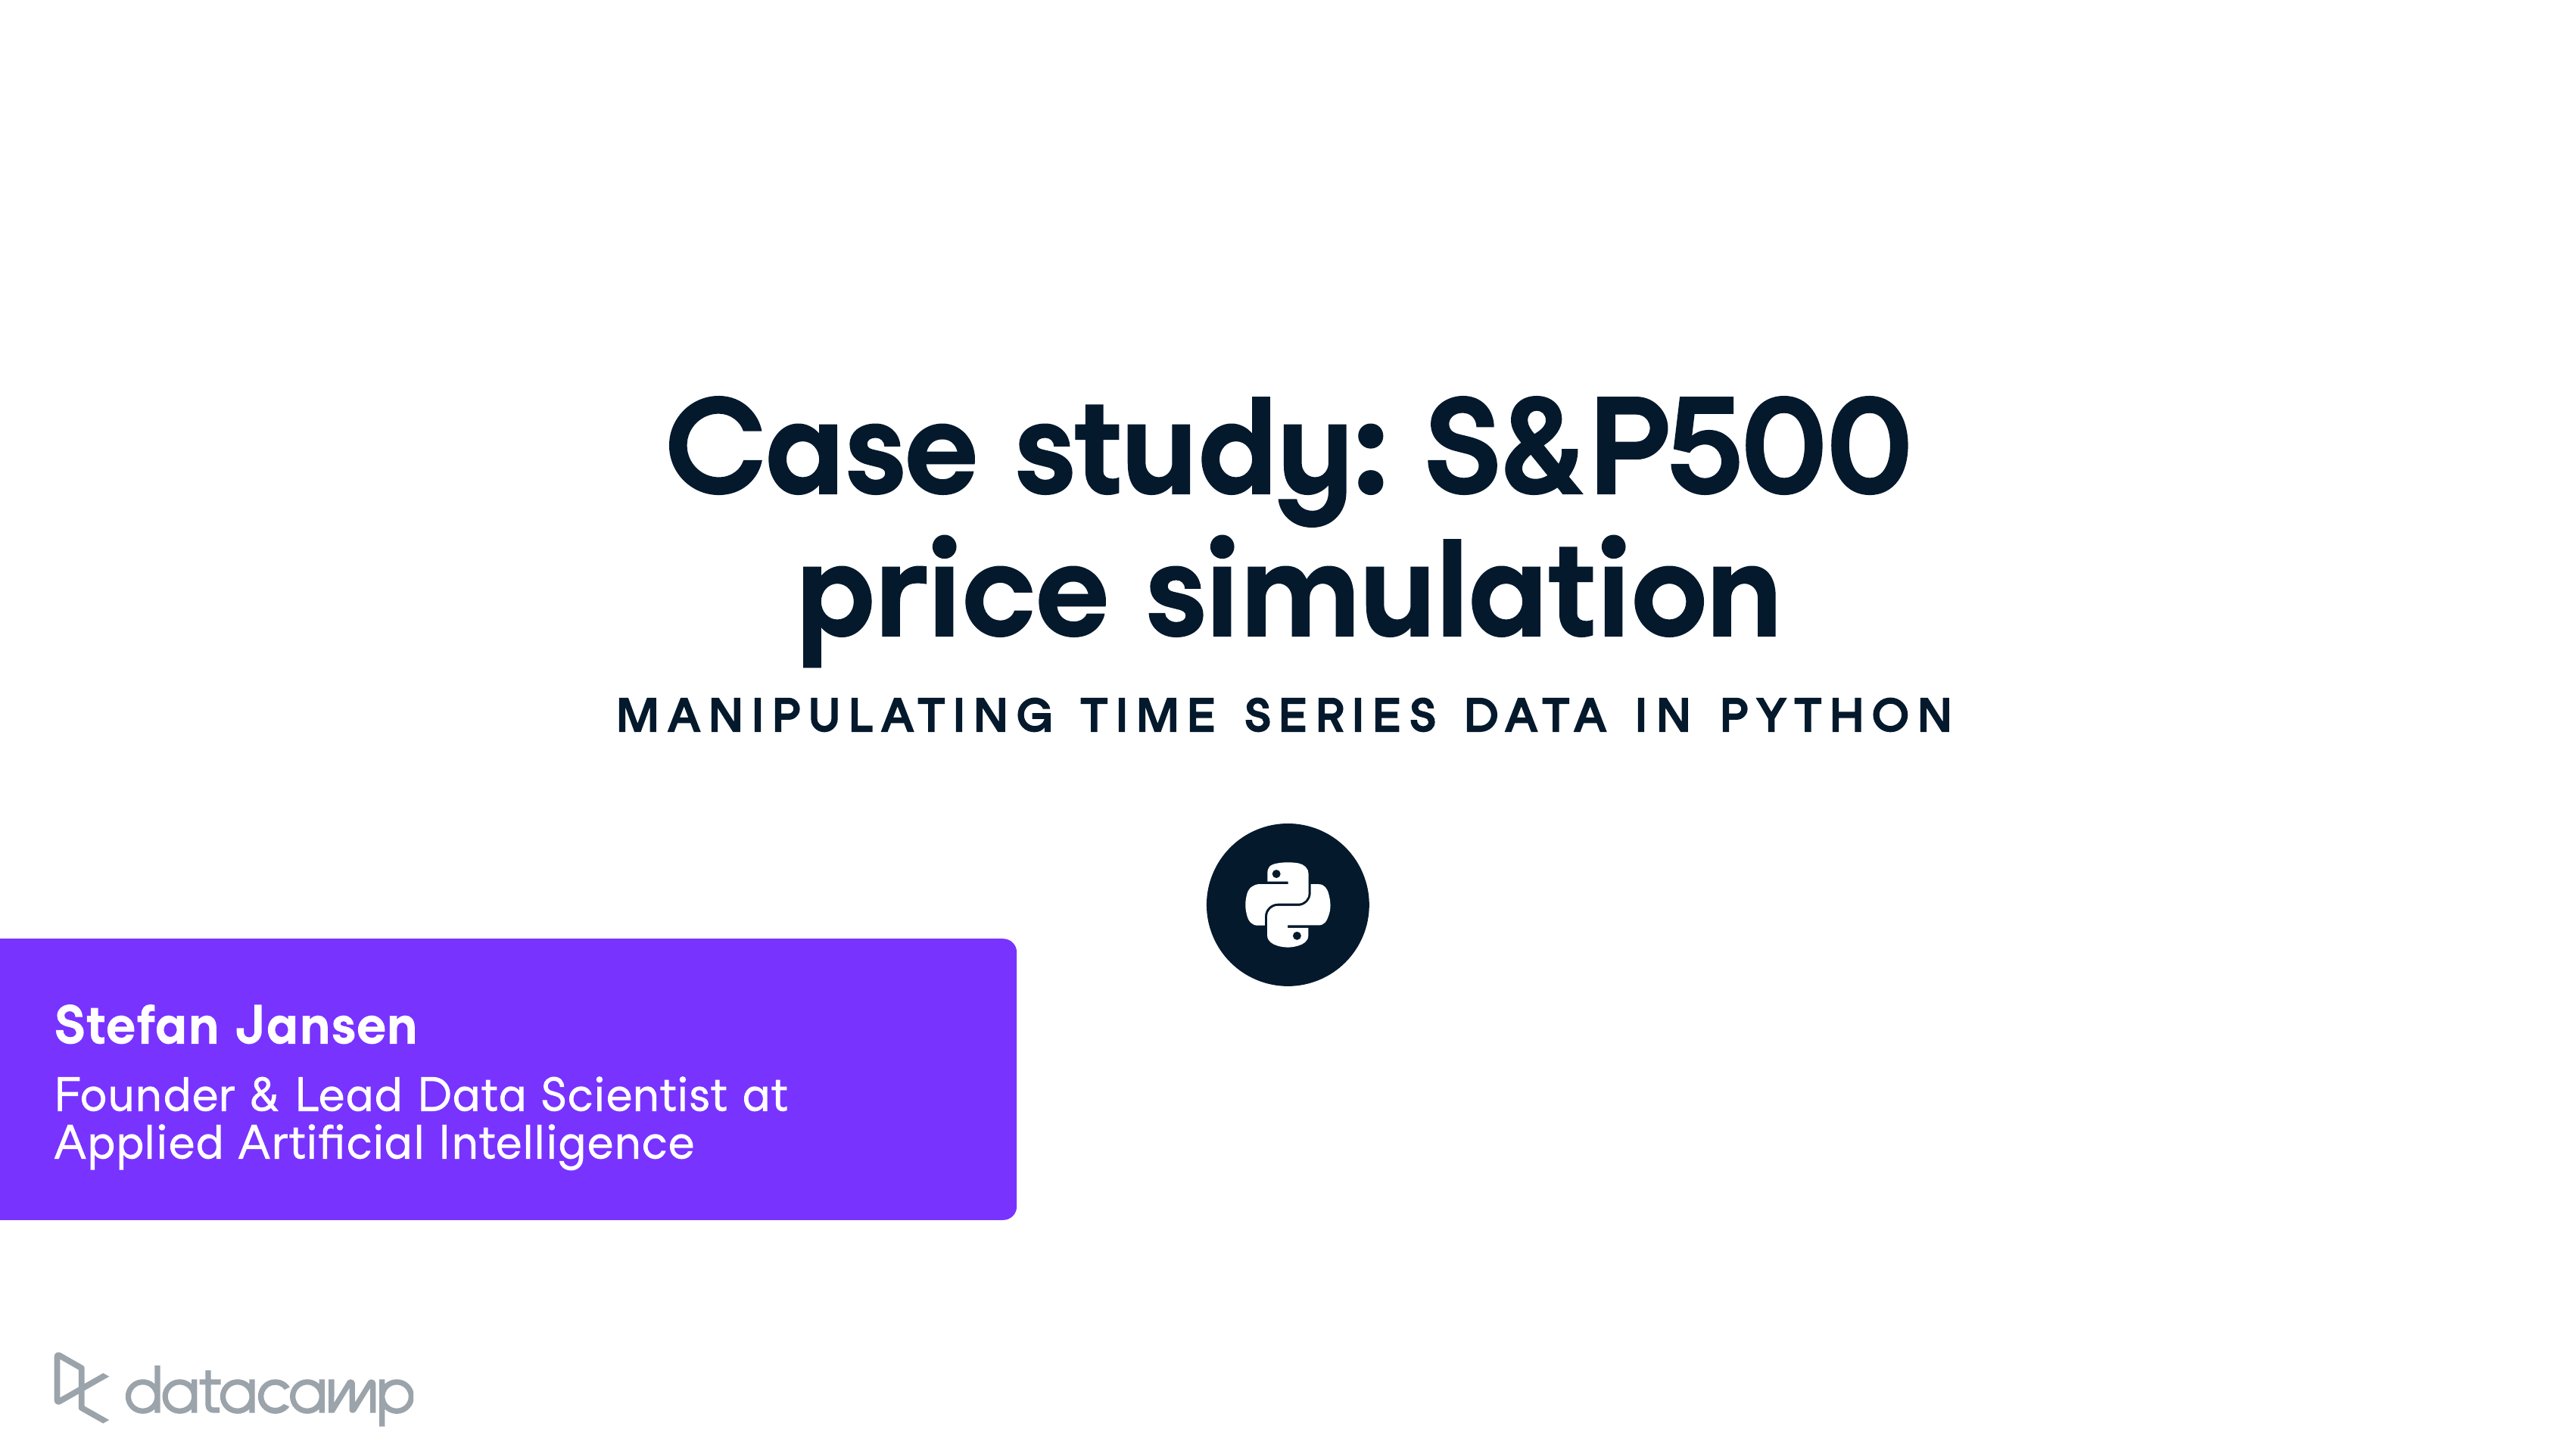 Case study: S&P500
price simulation
MANIPULATING TIME SERIES DATA IN PYTHON
Stefan Jansen
Founder & Lead Data Scientist at
Applied Artificial Intelligence
datacamp